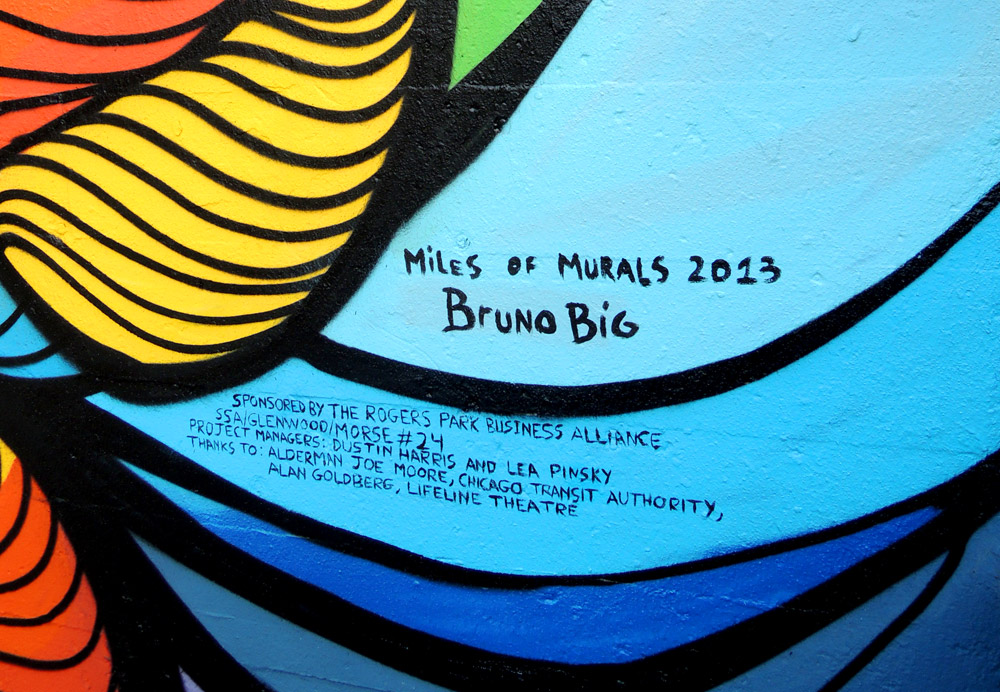 MiLES OF MURALS 2013
BrUNO BiG
SPONSORED BY THE ROGERS PARK BUSINESS ALLIANCE
SSA/GLENWOOD/MORSE #24
PROJECT MANAGERS: DUSTIN HARRIS AND LEA PINSKY
THANKS TO: ALDERMAN JOE MOORE, CHICAGO TRANSIT AUTHORITY,
ALAN GOLDBERG, LIFELINE THEATRE